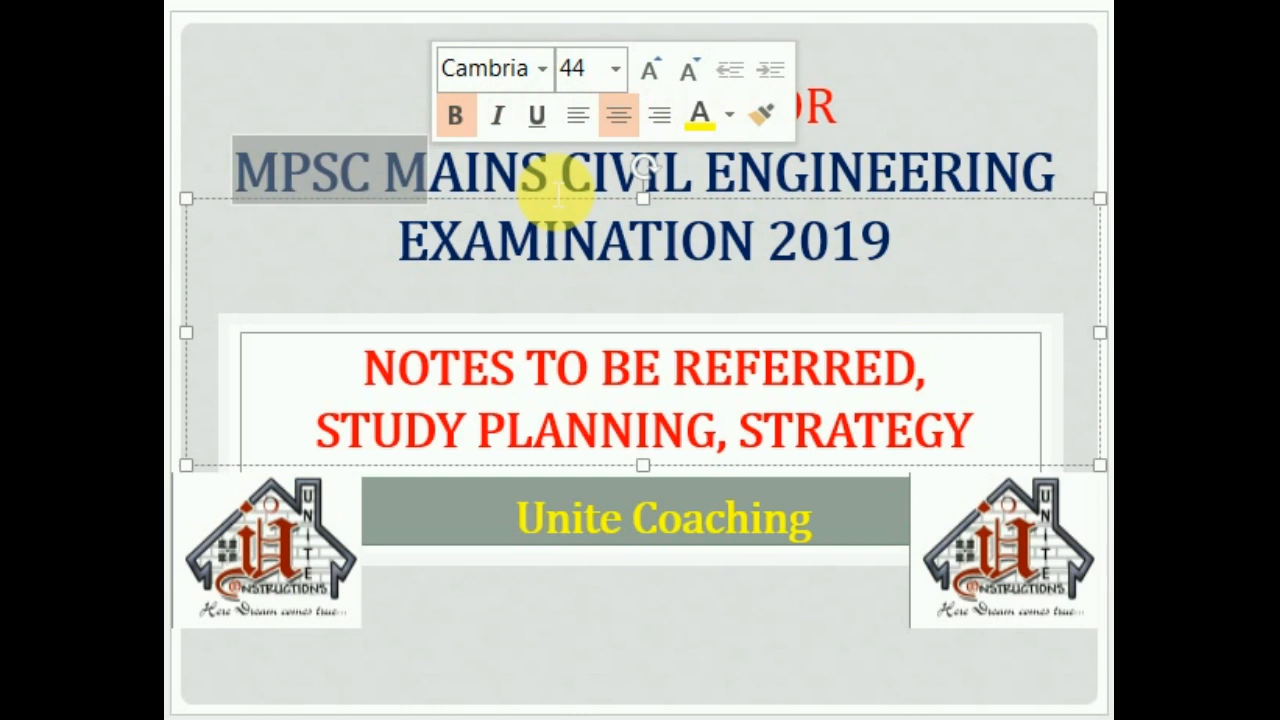 Cambria 44 A A
B I U A
OR
MPSC MAINS CIVIL ENGINEERING
EXAMINATION 2019
NOTES TO BE REFERRED,
STUDY PLANNING, STRATEGY
Unite Coaching
UNITE
CONSTRUCTIONS
Here Dream comes true...
UNITE
CONSTRUCTIONS
Here Dream comes true...